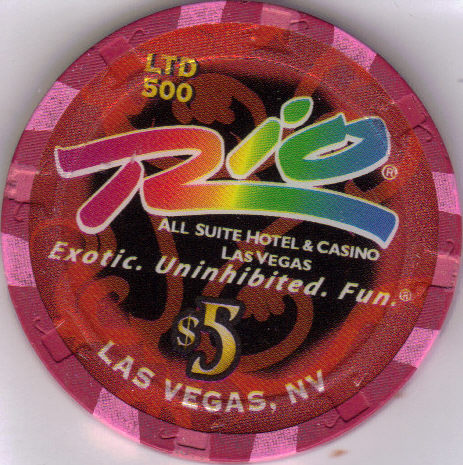 LTD
500
Rio®
ALL SUITE HOTEL & CASINO
LAS VEGAS
Exotic. Uninhibited. Fun.®
$5
LAS VEGAS, NV